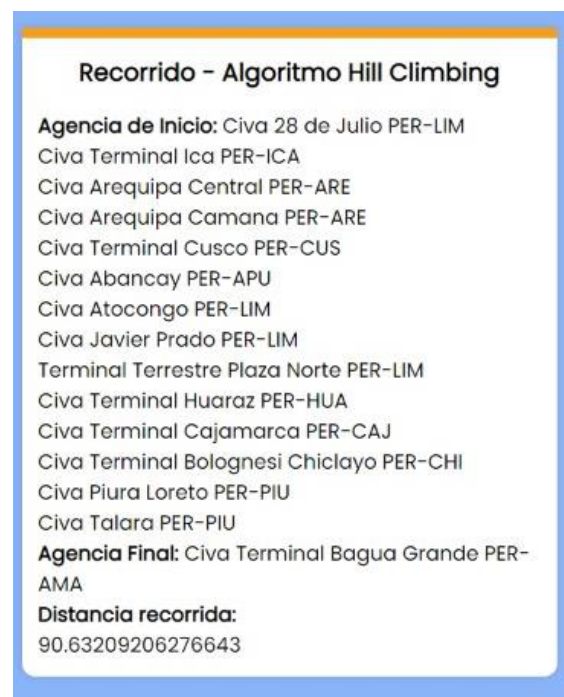 Recorrido - Algoritmo Hill Climbing
Agencia de Inicio: Civa 28 de Julio PER-LIM
Civa Terminal Ica PER-ICA
Civa Arequipa Central PER-ARE
Civa Arequipa Camana PER-ARE
Civa Terminal Cusco PER-CUS
Civa Abancay PER-APU
Civa Atocongo PER-LIM
Civa Javier Prado PER-LIM
Terminal Terrestre Plaza Norte PER-LIM
Civa Terminal Huaraz PER-HUA
Civa Terminal Cajamarca PER-CAJ
Civa Terminal Bolognesi Chiclayo PER-CHI
Civa Piura Loreto PER-PIU
Civa Talara PER-PIU
Agencia Final: Civa Terminal Bagua Grande PER-
AMA
Distancia recorrida:
90.63209206276643